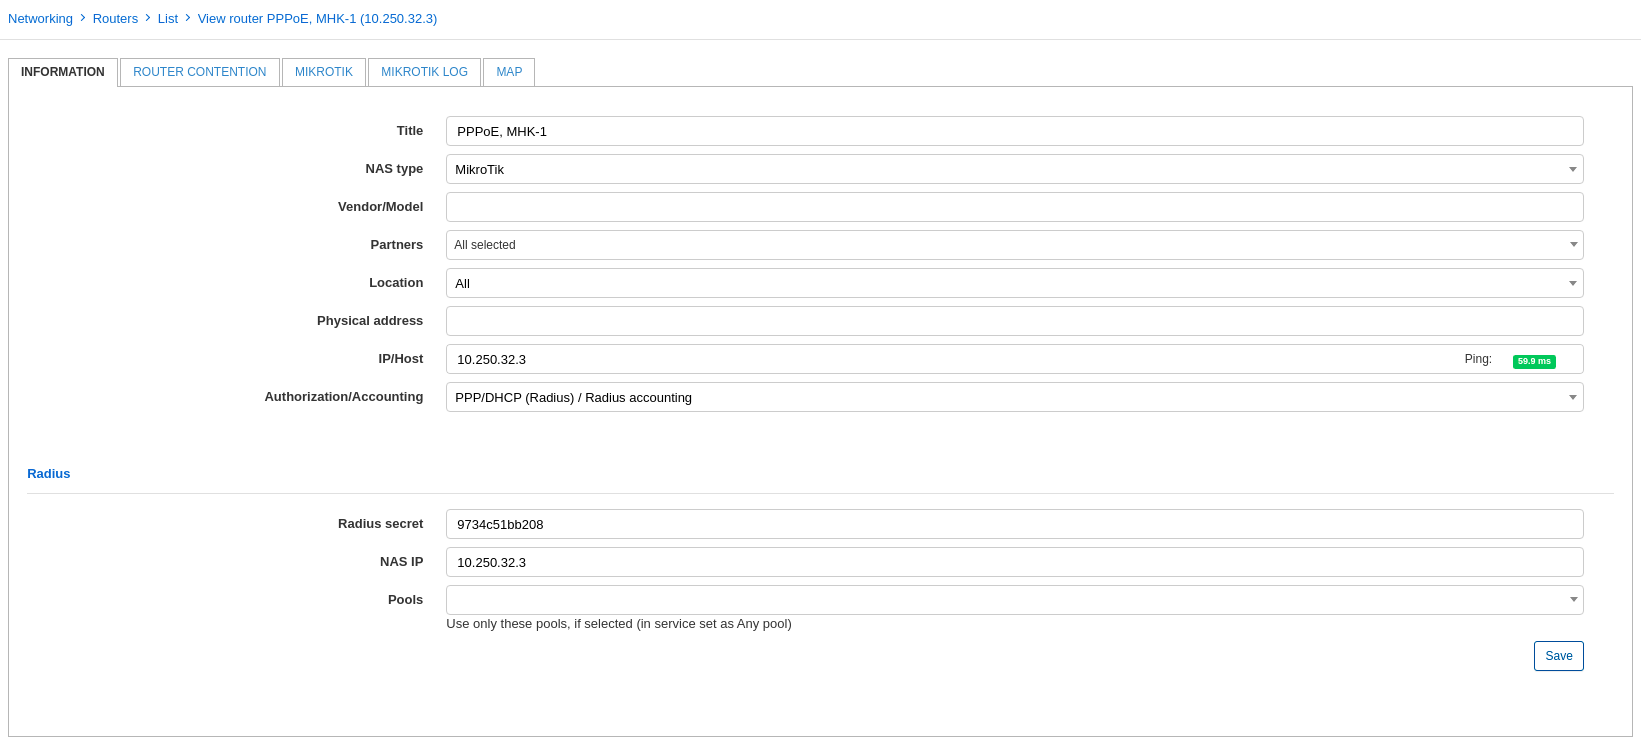 Networking > Routers > List > View router PPPoE, MHK-1 (10.250.32.3)
INFORMATION ROUTER CONTENTION MIKROTIK MIKROTIK LOG MAP
Title PPPoE, MHK-1
NAS type MikroTik
Vendor/Model
Partners All selected
Location All
Physical address
IP/Host 10.250.32.3 Ping: 59.9 ms
Authorization/Accounting PPP/DHCP (Radius) / Radius accounting
Radius
Radius secret 9734c51bb208
NAS IP 10.250.32.3
Pools
Use only these pools, if selected (in service set as Any pool)
Save